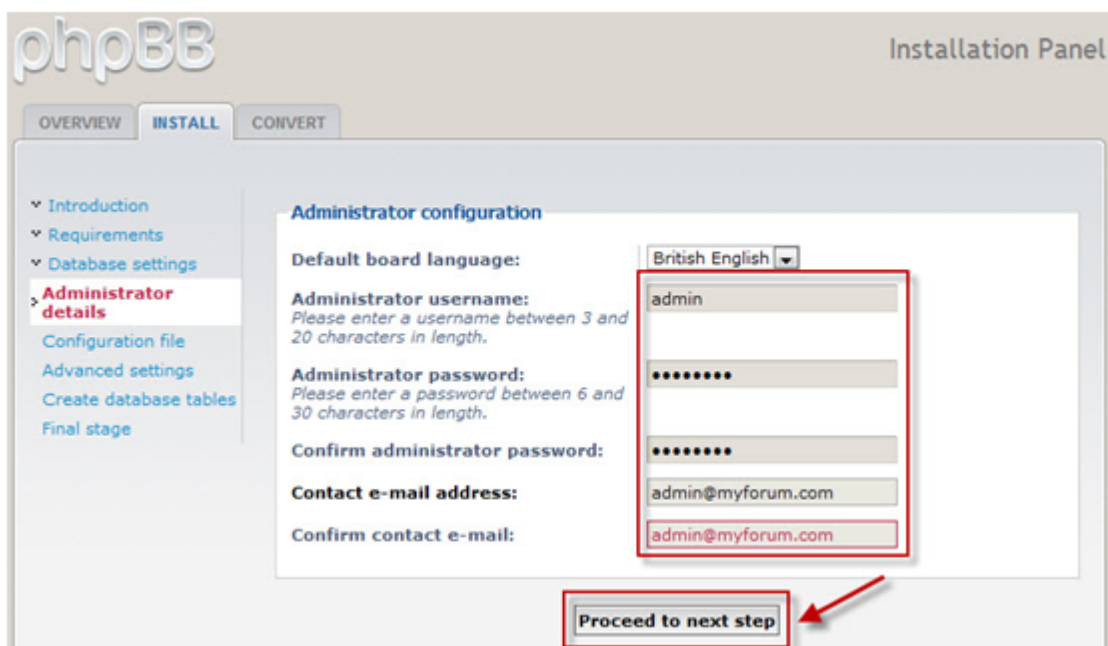 phpBB
Installation Panel
OVERVIEW
INSTALL
CONVERT
Introduction
Requirements
Database settings
Administrator
details
Configuration file
Advanced settings
Create database tables
Final stage
Administrator configuration
Default board language:
British English
Administrator username:
Please enter a username between 3 and
20 characters in length.
admin
Administrator password:
Please enter a password between 6 and
30 characters in length.
••••••••
Confirm administrator password:
••••••••
Contact e-mail address:
admin@myforum.com
Confirm contact e-mail:
admin@myforum.com
Proceed to next step